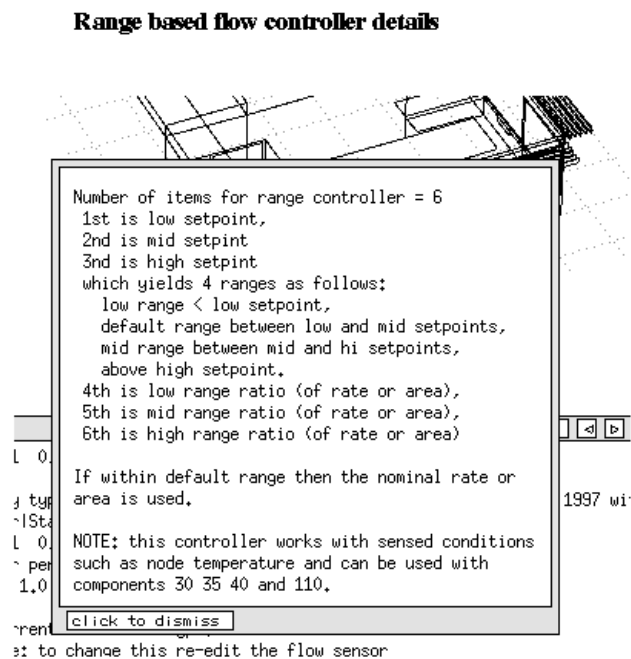 Range based flow controller details
Number of items for range controller = 6
1st is low setpoint,
2nd is mid setpint
3nd is high setpint
which yields 4 ranges as follows:
low range < low setpoint,
default range between low and mid setpoints,
mid range between mid and hi setpoints,
above high setpoint.
4th is low range ratio (of rate or area),
5th is mid range ratio (of rate or area),
6th is high range ratio (of rate or area)
If within default range then the nominal rate or
area is used.
NOTE: this controller works with sensed conditions
such as node temperature and can be used with
components 30 35 40 and 110.
click to dismiss
1997
1.0
to change this re-edit the flow sensor